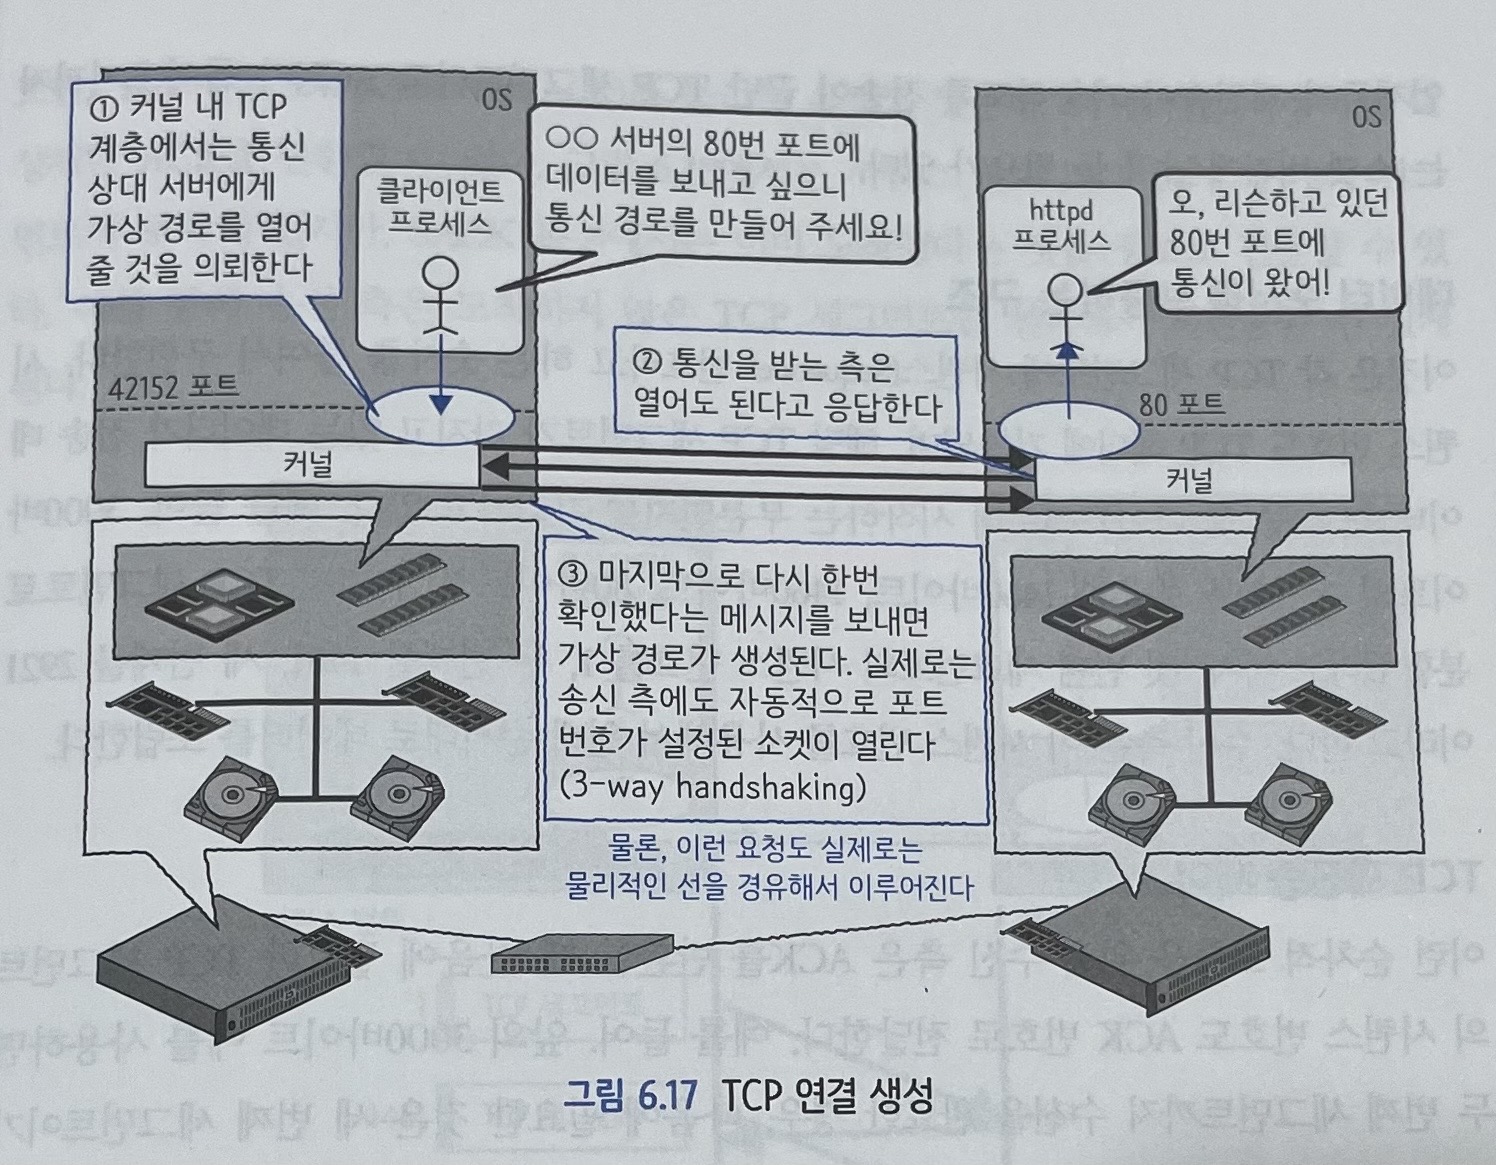 ① 커널 내 TCP
계층에서는 통신
상대 서버에게
가상 경로를 열어
줄 것을 의뢰한다
OS
클라이언트
프로세스
○○ 서버의 80번 포트에
데이터를 보내고 싶으니
통신 경로를 만들어 주세요!
OS
httpd
프로세스
오, 리슨하고 있던
80번 포트에
통신이 왔어!
42152 포트
② 통신을 받는 측은
열어도 된다고 응답한다
80 포트
커널
커널
③ 마지막으로 다시 한번
확인했다는 메시지를 보내면
가상 경로가 생성된다. 실제로는
송신 측에도 자동적으로 포트
번호가 설정된 소켓이 열린다
(3-way handshaking)
물론, 이런 요청도 실제로는
물리적인 선을 경유해서 이루어진다
그림 6.17 TCP 연결 생성